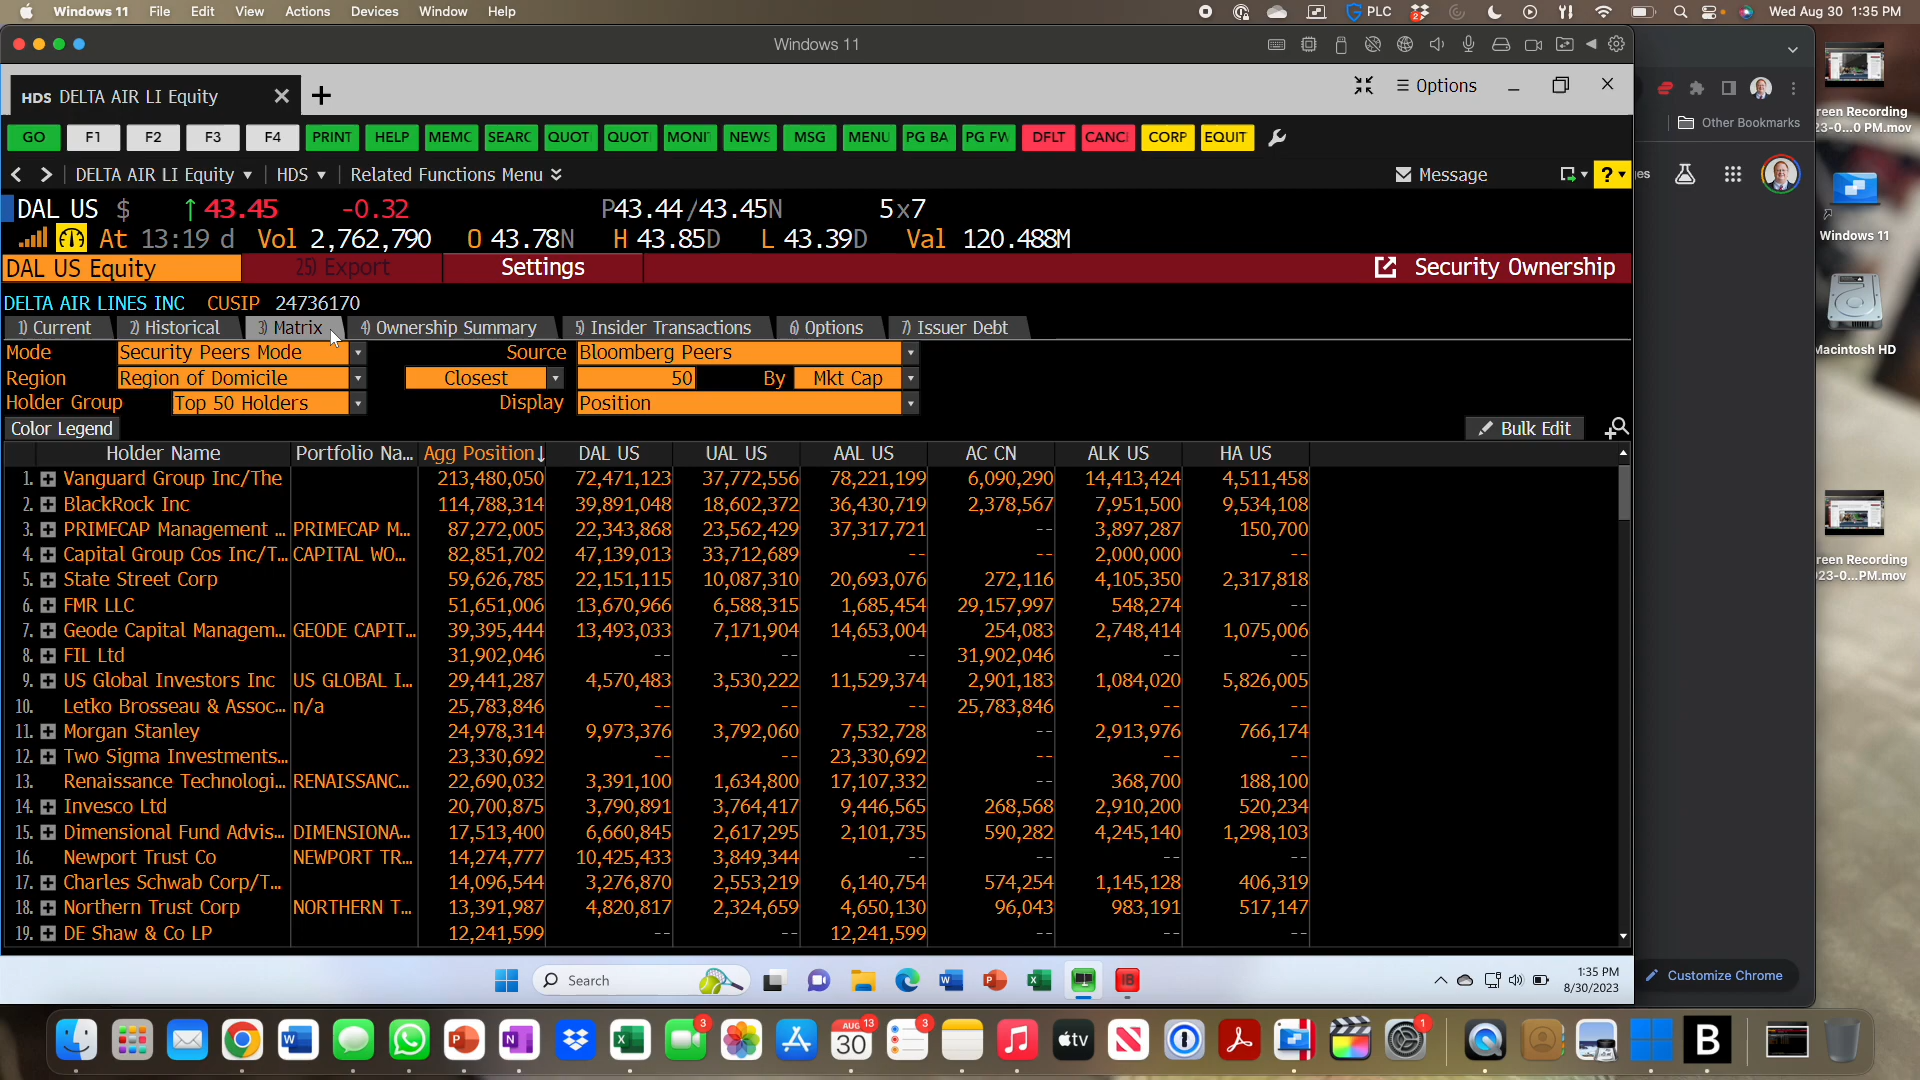 Windows 11 File Edit View Actions Devices Window Help PLC 2 Wed Aug 30 1:35 PM
Windows 11
HDS DELTA AIR LI Equity Options
GO F1 F2 F3 F4 PRINT HELP MEMC SEARC QUOT QUOT MONI NEWS MSG MENU PG BA PG FW DFLT CANC CORP EQUIT
DELTA AIR LI Equity HDS Related Functions Menu Message ?
DAL US $ ↑ 43.45 -0.32 P43.44/43.45N 5x7
At 13:19 d Vol 2,762,790 O 43.78N H 43.85D L 43.39D Val 120.488M
DAL US Equity 25) Export Settings Security Ownership
DELTA AIR LINES INC CUSIP 24736170
1) Current 2) Historical 3) Matrix 4) Ownership Summary 5) Insider Transactions 6) Options 7) Issuer Debt
Mode Security Peers Mode Source Bloomberg Peers
Region Region of Domicile Closest 50 By Mkt Cap
Holder Group Top 50 Holders Display Position
Color Legend Bulk Edit
Holder Name Portfolio Na... Agg Position↓ DAL US UAL US AAL US AC CN ALK US HA US
1. Vanguard Group Inc/The 213,480,050 72,471,123 37,772,556 78,221,199 6,090,290 14,413,424 4,511,458
2. BlackRock Inc 114,788,314 39,891,048 18,602,372 36,430,719 2,378,567 7,951,500 9,534,108
3. PRIMECAP Management ... PRIMECAP M... 87,272,005 22,343,868 23,562,429 37,317,721 -- 3,897,287 150,700
4. Capital Group Cos Inc/T... CAPITAL WO... 82,851,702 47,139,013 33,712,689 -- -- 2,000,000 --
5. State Street Corp 59,626,785 22,151,115 10,087,310 20,693,076 272,116 4,105,350 2,317,818
6. FMR LLC 51,651,006 13,670,966 6,588,315 1,685,454 29,157,997 548,274 --
7. Geode Capital Managem... GEODE CAPIT... 39,395,444 13,493,033 7,171,904 14,653,004 254,083 2,748,414 1,075,006
8. FIL Ltd 31,902,046 -- -- -- 31,902,046 -- --
9. US Global Investors Inc US GLOBAL I... 29,441,287 4,570,483 3,530,222 11,529,374 2,901,183 1,084,020 5,826,005
10. Letko Brosseau & Assoc... n/a 25,783,846 -- -- -- 25,783,846 -- --
11. Morgan Stanley 24,978,314 9,973,376 3,792,060 7,532,728 -- 2,913,976 766,174
12. Two Sigma Investments... 23,330,692 -- -- 23,330,692 -- -- --
13. Renaissance Technologi... RENAISSANC... 22,690,032 3,391,100 1,634,800 17,107,332 -- 368,700 188,100
14. Invesco Ltd 20,700,875 3,790,891 3,764,417 9,446,565 268,568 2,910,200 520,234
15. Dimensional Fund Advis... DIMENSIONA... 17,513,400 6,660,845 2,617,295 2,101,735 590,282 4,245,140 1,298,103
16. Newport Trust Co NEWPORT TR... 14,274,777 10,425,433 3,849,344 -- -- -- --
17. Charles Schwab Corp/T... 14,096,544 3,276,870 2,553,219 6,140,754 574,254 1,145,128 406,319
18. Northern Trust Corp NORTHERN T... 13,391,987 4,820,817 2,324,659 4,650,130 96,043 983,191 517,147
19. DE Shaw & Co LP 12,241,599 -- -- 12,241,599 -- -- --
Search IB 1:35 PM
8/30/2023
Other Bookmarks
es
Customize Chrome
reen Recording
23-0...0 PM.mov
Windows 11
Macintosh HD
reen Recording
023-0...PM.mov
W P N X 3 AUG 13 30 3 tv 1 B